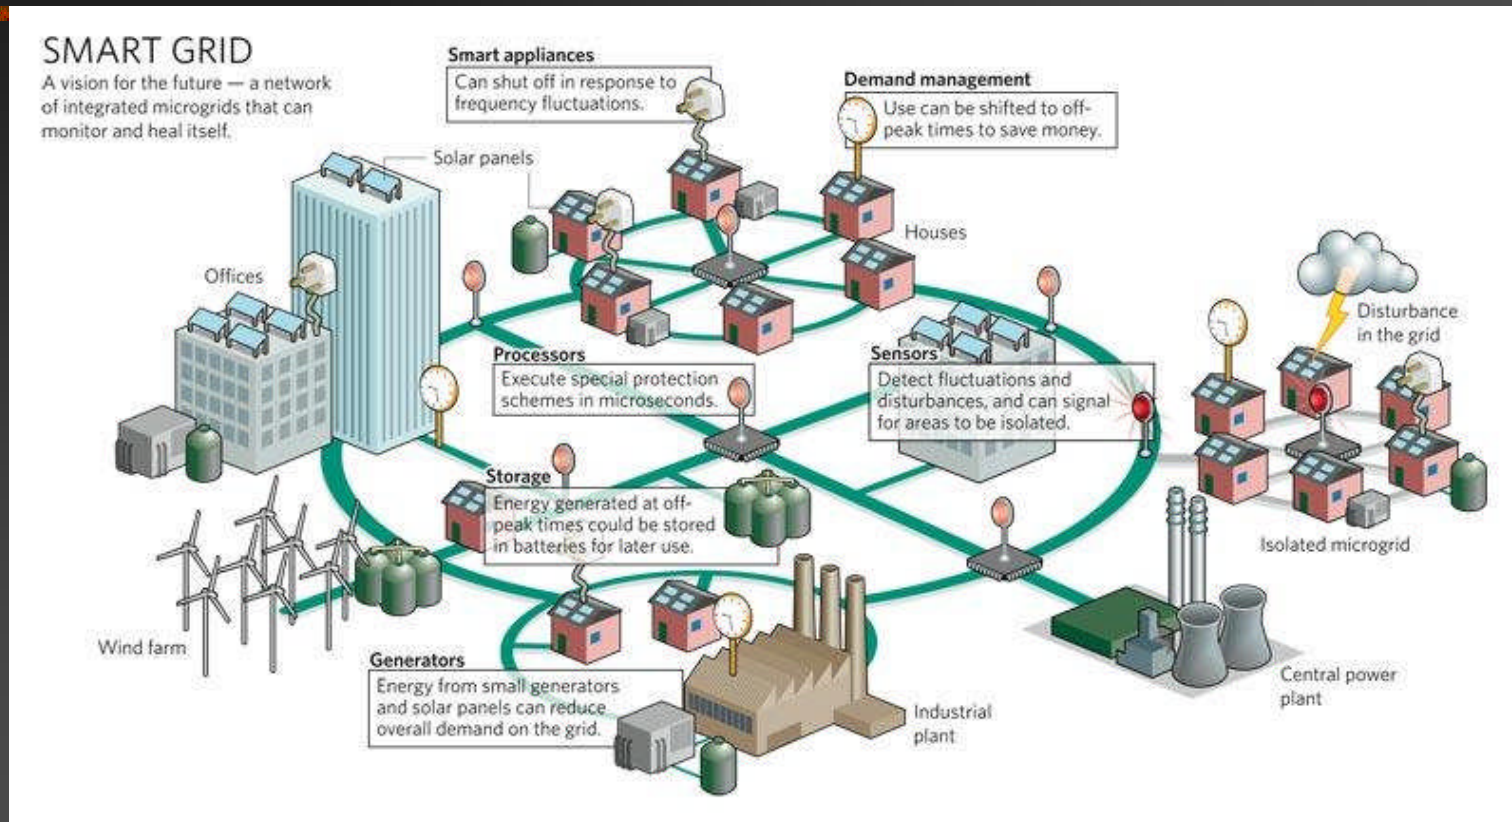 SMART GRID
A vision for the future — a network
of integrated microgrids that can
monitor and heal itself.
Smart appliances
Can shut off in response to
frequency fluctuations.
Demand management
Use can be shifted to off-
peak times to save money.
Solar panels
Houses
Offices
Disturbance
in the grid
Processors
Execute special protection
schemes in microseconds.
Sensors
Detect fluctuations and
disturbances, and can signal
for areas to be isolated.
Storage
Energy generated at off-
peak times could be stored
in batteries for later use.
Isolated microgrid
Wind farm
Generators
Energy from small generators
and solar panels can reduce
overall demand on the grid.
Industrial
plant
Central power
plant